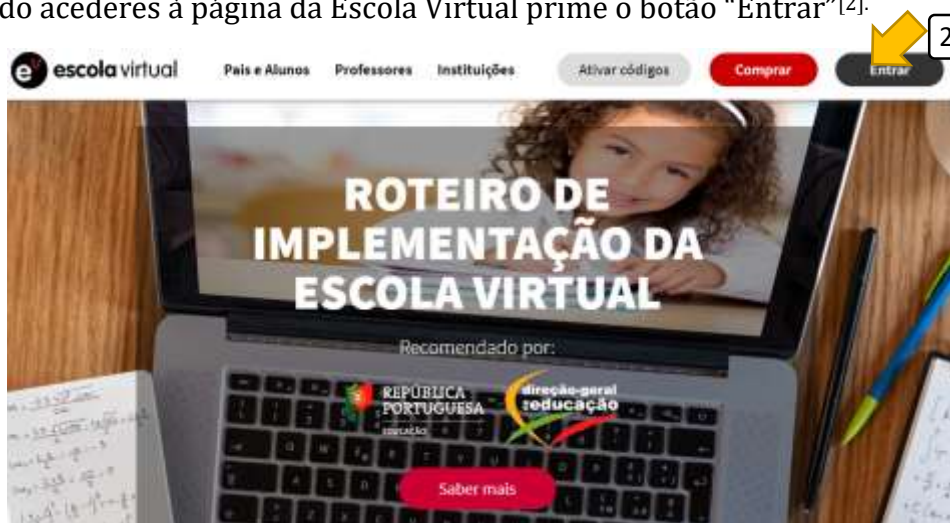 do acederes à página da Escola Virtual prime o botão "Entrar"[2].
2
escola virtual
Pais e Alunos
Professores
Instituições
Ativar códigos
Comprar
Entrar
ROTEIRO DE
IMPLEMENTAÇÃO DA
ESCOLA VIRTUAL
Recomendado por:
REPÚBLICA
PORTUGUESA
EDUCAÇÃO
direção-geral
educação
Saber mais